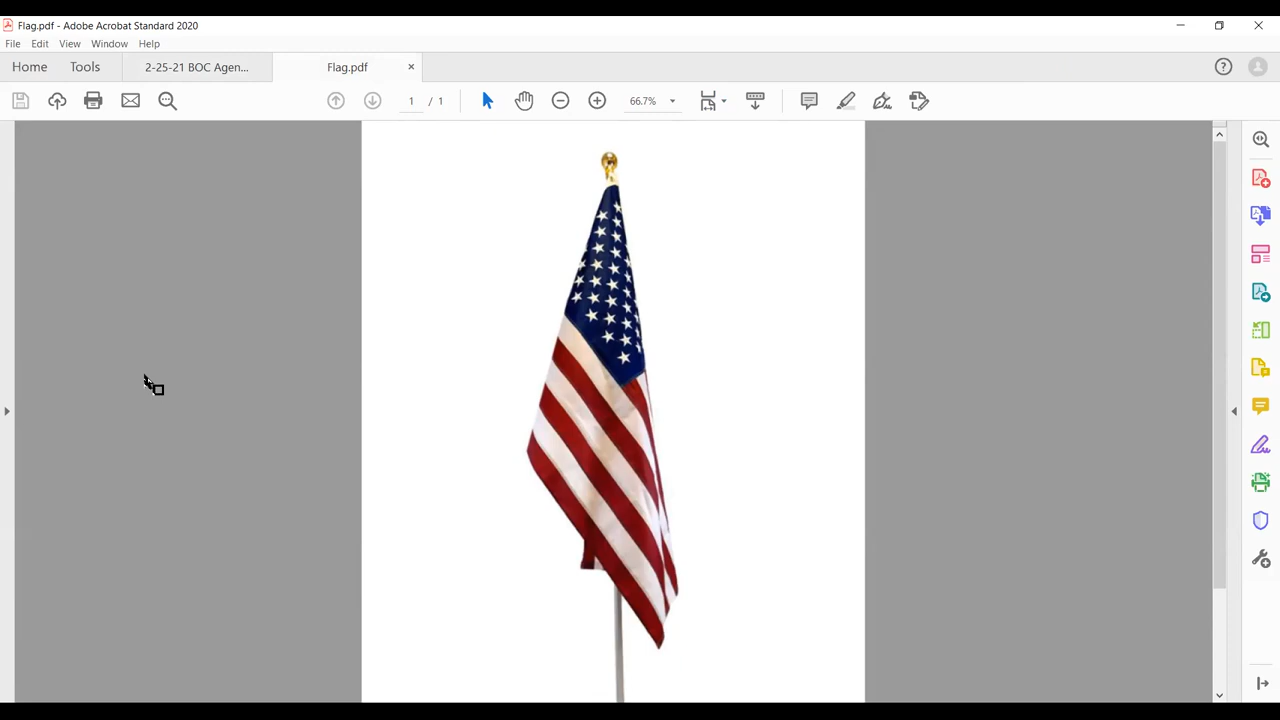 Flag.pdf - Adobe Acrobat Standard 2020
File Edit View Window Help
Home Tools 2-25-21 BOC Agen... Flag.pdf ×
1 / 1 66.7%